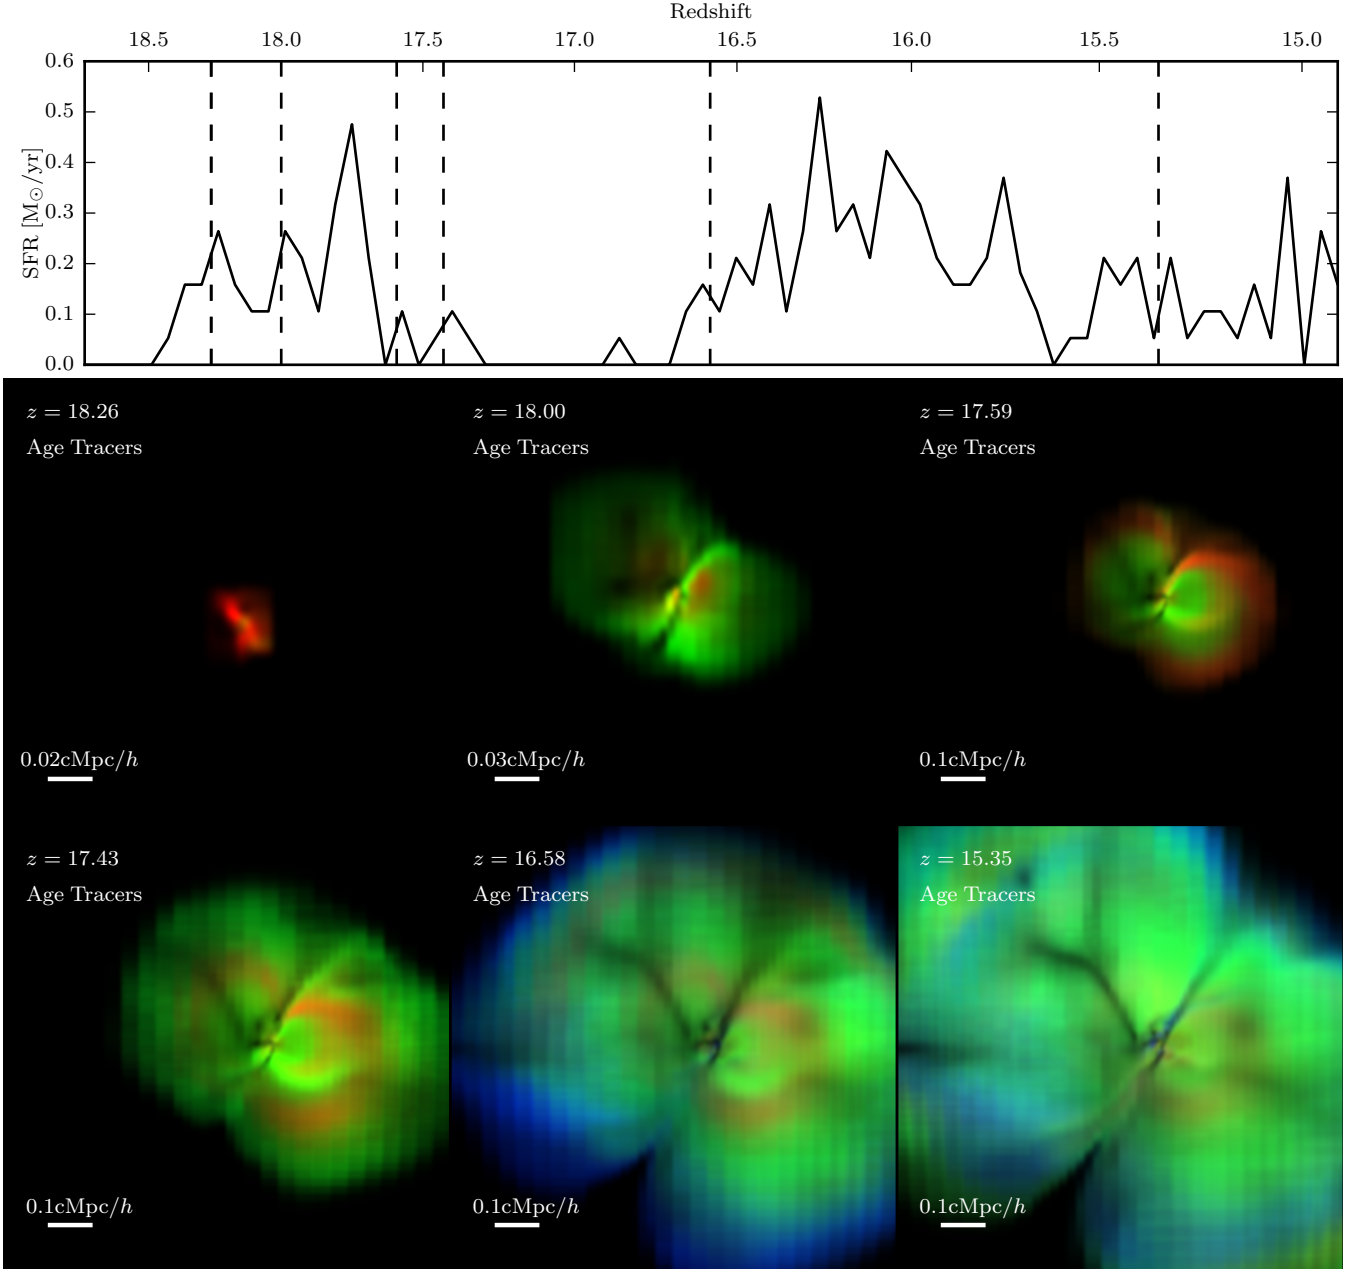 Redshift
18.5 18.0 17.5 17.0 16.5 16.0 15.5 15.0
0.6
0.5
0.4
0.3
0.2
0.1
0.0
SFR [M⊙/yr]
z = 18.26
Age Tracers
0.02cMpc/h
z = 18.00
Age Tracers
0.03cMpc/h
z = 17.59
Age Tracers
0.1cMpc/h
z = 17.43
Age Tracers
0.1cMpc/h
z = 16.58
Age Tracers
0.1cMpc/h
z = 15.35
Age Tracers
0.1cMpc/h